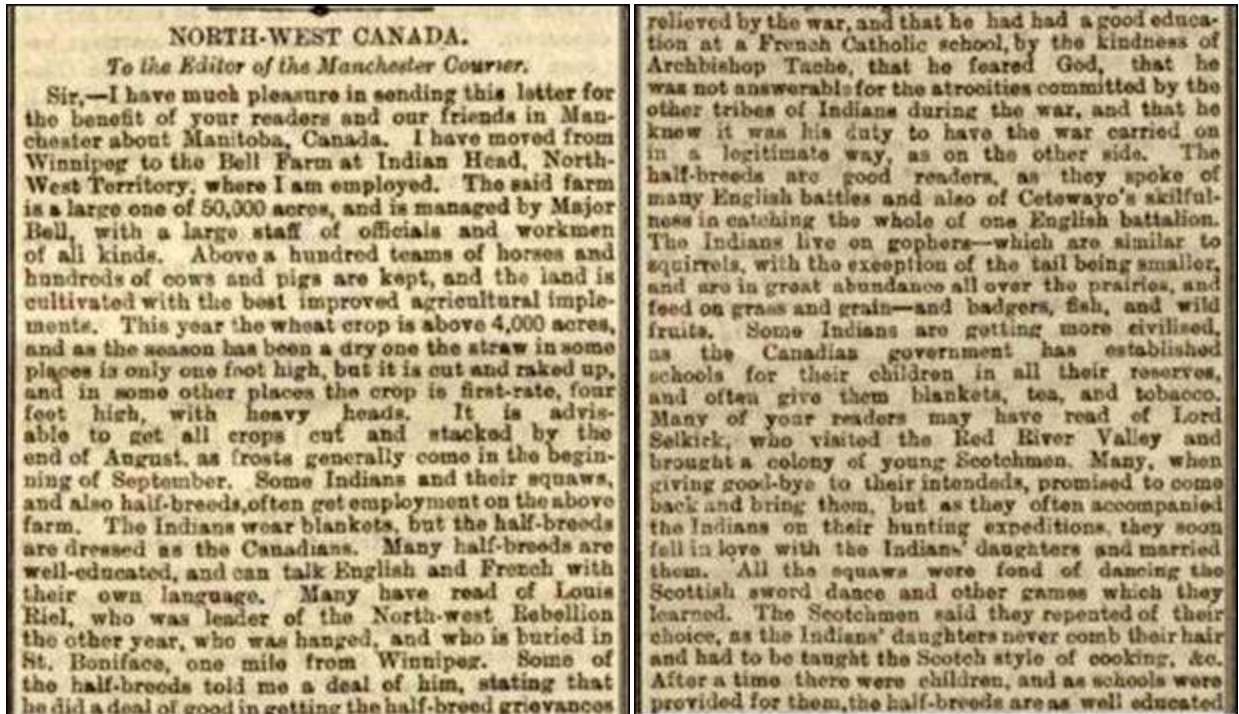 NORTH-WEST CANADA.
To the Editor of the Manchester Courier.
Sir,—I have much pleasure in sending this letter for
the benefit of your readers and our friends in Man-
chester about Manitoba, Canada. I have moved from
Winnipeg to the Bell Farm at Indian Head, North-
West Territory, where I am employed. The said farm
is a large one of 50,000 acres, and is managed by Major
Bell, with a large staff of officials and workmen
of all kinds. Above a hundred teams of horses and
hundreds of cows and pigs are kept, and the land is
cultivated with the best improved agricultural imple-
ments. This year the wheat crop is above 4,000 acres,
and as the season has been a dry one the straw in some
places is only one foot high, but it is cut and raked up,
and in some other places the crop is first-rate, four
feet high, with heavy heads. It is advis-
able to get all crops cut and stacked by the
end of August, as frosts generally come in the begin-
ning of September. Some Indians and their squaws,
and also half-breeds, often get employment on the above
farm. The Indians wear blankets, but the half-breeds
are dressed as the Canadians. Many half-breeds are
well-educated, and can talk English and French with
their own language. Many have read of Louis
Riel, who was leader of the North-west Rebellion
the other year, who was hanged, and who is buried in
St. Boniface, one mile from Winnipeg. Some of
the half-breeds told me a deal of him, stating that
he did a deal of good in getting the half-breed grievances
relieved by the war, and that he had had a good educa-
tion at a French Catholic school, by the kindness of
Archbishop Tache, that he feared God, that he
was not answerable for the atrocities committed by the
other tribes of Indians during the war, and that he
knew it was his duty to have the war carried on
in a legitimate way, as on the other side. The
half-breeds are good readers, as they spoke of
many English battles and also of Cetewayo's skilful-
ness in catching the whole of one English battalion.
The Indians live on gophers—which are similar to
squirrels, with the exception of the tail being smaller,
and are in great abundance all over the prairies, and
feed on grass and grain—and badgers, fish, and wild
fruits. Some Indians are getting more civilised,
as the Canadian government has established
schools for their children in all their reserves,
and often give them blankets, tea, and tobacco.
Many of your readers may have read of Lord
Selkirk, who visited the Red River Valley and
brought a colony of young Scotchmen. Many, when
giving good-bye to their intendeds, promised to come
back and bring them, but as they often accompanied
the Indians on their hunting expeditions, they soon
fell in love with the Indians' daughters and married
them. All the squaws were fond of dancing the
Scottish sword dance and other games which they
learned. The Scotchmen said they repented of their
choice, as the Indians' daughters never comb their hair
and had to be taught the Scotch style of cooking, &c.
After a time there were children, and as schools were
provided for them, the half-breeds are as well educated